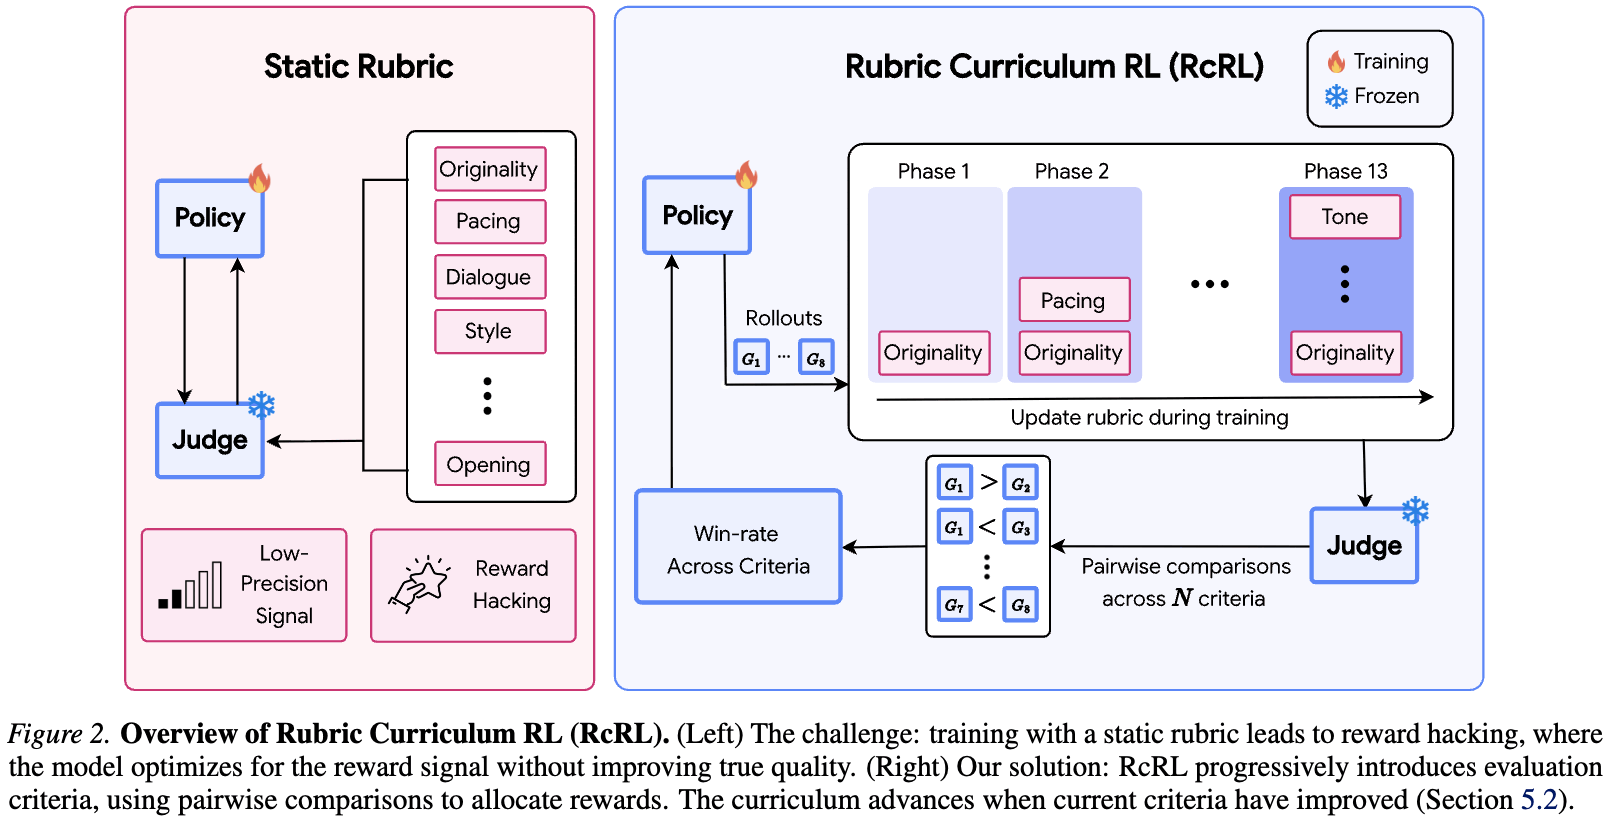 Static Rubric
Policy
Judge
Originality
Pacing
Dialogue
Style
Opening
Low-
Precision
Signal
Reward
Hacking
Rubric Curriculum RL (RcRL)
Training
Frozen
Policy
Rollouts
G₁ ... G₈
Phase 1
Originality
Phase 2
Pacing
Originality
...
Phase 13
Tone
Originality
Update rubric during training
Judge
Pairwise comparisons
across N criteria
G₁ > G₂
G₁ < G₃
G₇ < G₈
Win-rate
Across Criteria
Figure 2. Overview of Rubric Curriculum RL (RcRL). (Left) The challenge: training with a static rubric leads to reward hacking, where
the model optimizes for the reward signal without improving true quality. (Right) Our solution: RcRL progressively introduces evaluation
criteria, using pairwise comparisons to allocate rewards. The curriculum advances when current criteria have improved (Section 5.2).